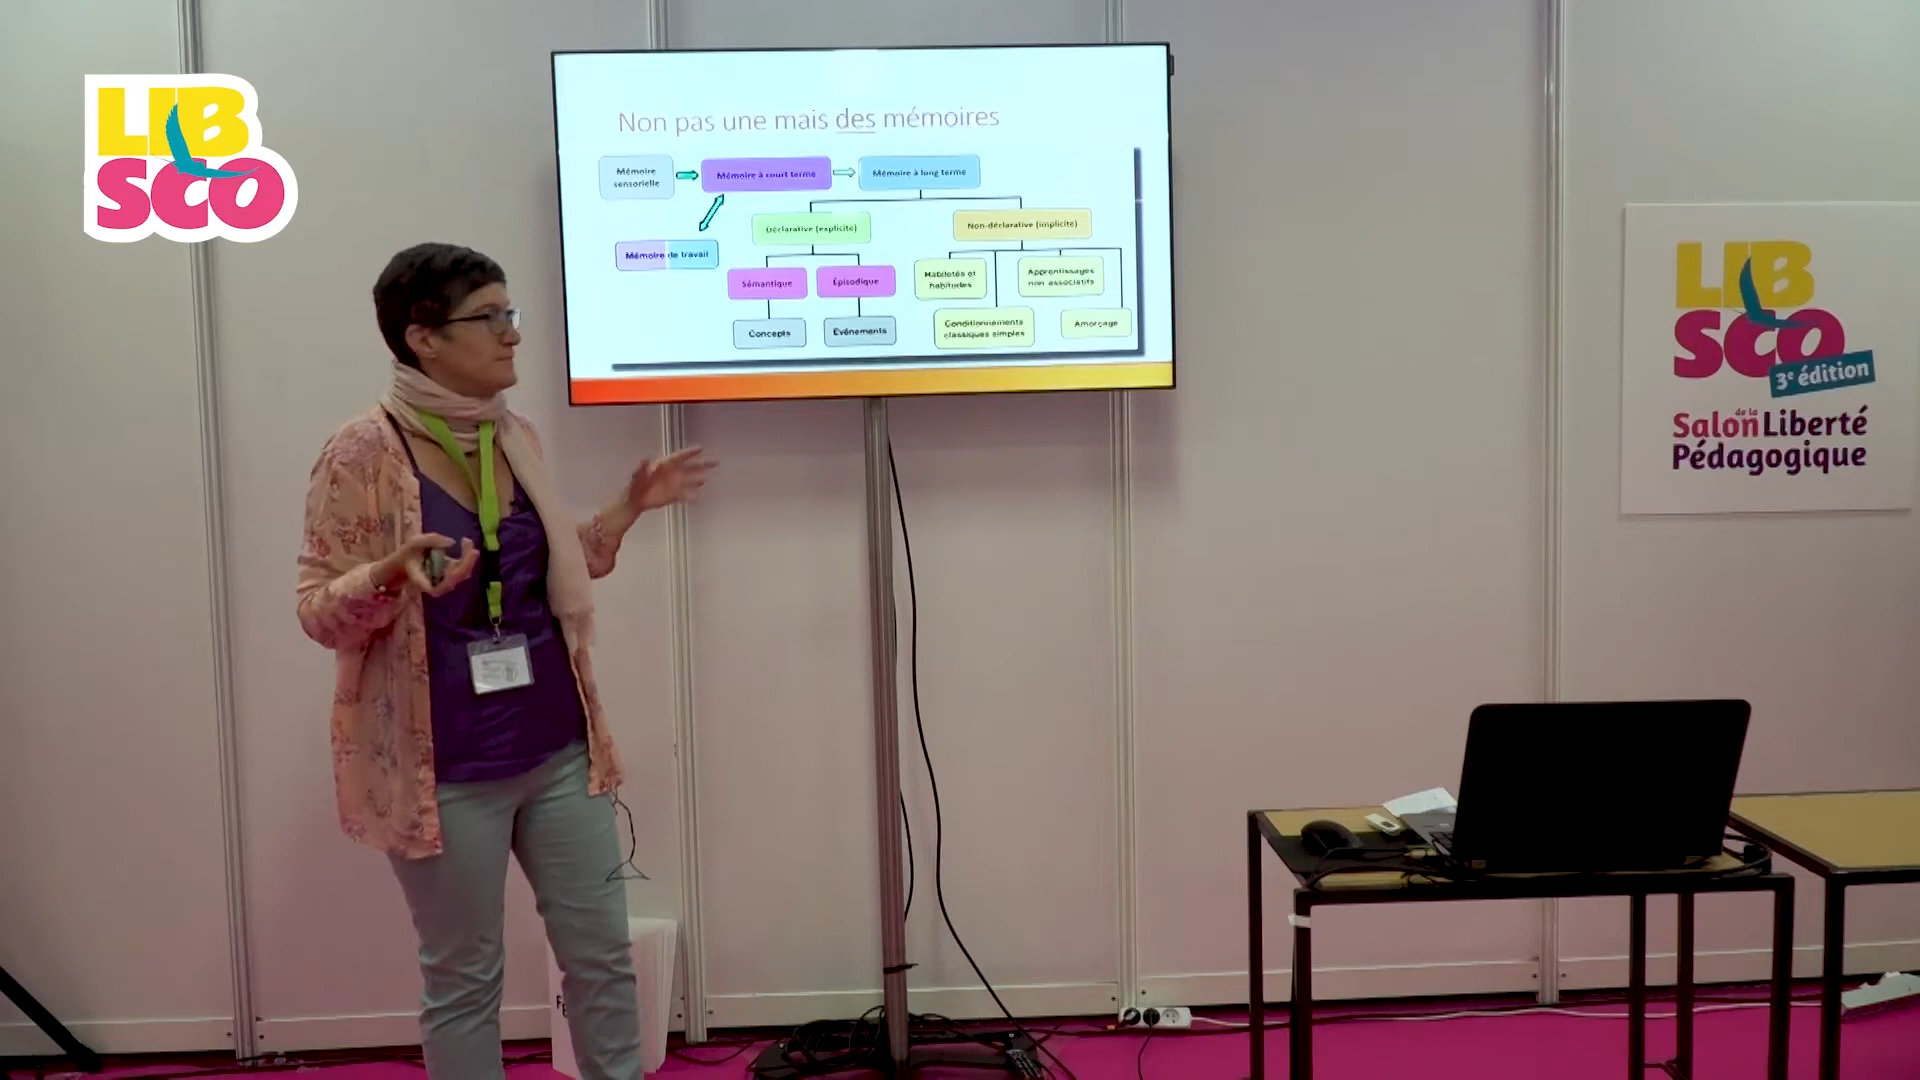 LIB
SCO
Non pas une mais des mémoires
Mémoire
sensorielle
Mémoire à court terme
Mémoire à long terme
Mémoire de travail
Déclarative (explicite)
Non-déclarative (implicite)
Sémantique
Épisodique
Habiletés et
habitudes
Apprentissages
non associatifs
Concepts
Evénements
Conditionnements
classiques simples
Amorçage
LIB
SCO
3e édition
Salon de la Liberté
Pédagogique